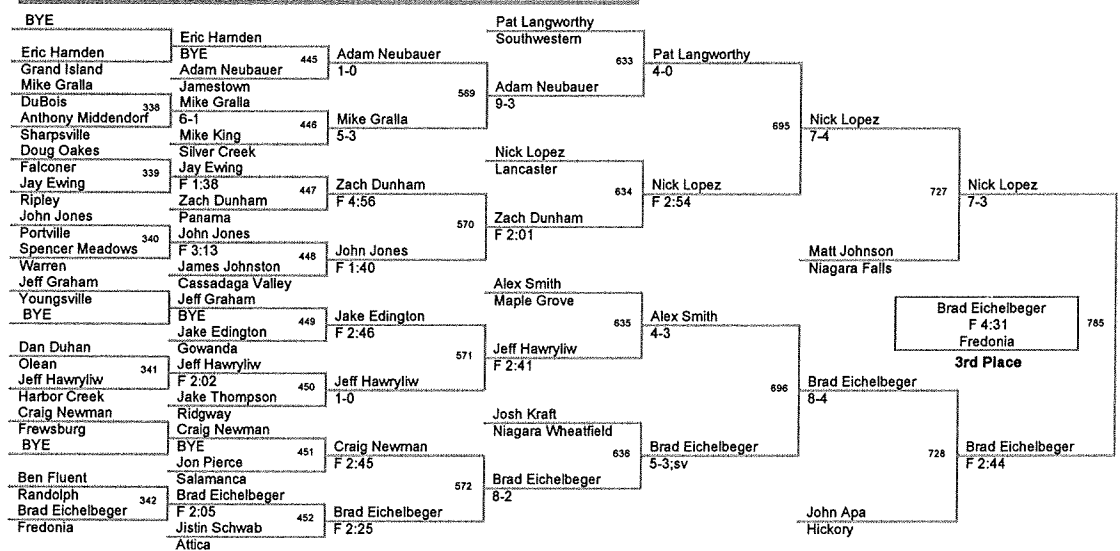 BYE
Eric Harnden
Grand Island
Mike Gralla
DuBois
338
Anthony Middendorf
Sharpsville
Doug Oakes
Falconer
339
Jay Ewing
Ripley
John Jones
Portville
340
Spencer Meadows
Warren
Jeff Graham
Youngsville
BYE
Dan Duhan
Olean
341
Jeff Hawryliw
Harbor Creek
Craig Newman
Frewsburg
BYE
Ben Fluent
Randolph
342
Brad Eichelbeger
Fredonia
Eric Harnden
BYE
445
Adam Neubauer
Jamestown
Mike Gralla
6-1
446
Mike King
Silver Creek
Jay Ewing
F 1:38
447
Zach Dunham
Panama
John Jones
F 3:13
448
James Johnston
Cassadaga Valley
Jeff Graham
BYE
449
Jake Edington
Gowanda
Jeff Hawryliw
F 2:02
450
Jake Thompson
Ridgway
Craig Newman
BYE
451
Jon Pierce
Salamanca
Brad Eichelbeger
F 2:05
452
Jistin Schwab
Attica
Adam Neubauer
1-0
569
Mike Gralla
5-3
Zach Dunham
F 4:56
570
John Jones
F 1:40
Jake Edington
F 2:46
571
Jeff Hawryliw
1-0
Craig Newman
F 2:45
572
Brad Eichelbeger
F 2:25
Pat Langworthy
Southwestern
633
Adam Neubauer
9-3
Nick Lopez
Lancaster
634
Zach Dunham
F 2:01
Alex Smith
Maple Grove
635
Jeff Hawryliw
F 2:41
Josh Kraft
Niagara Wheatfield
636
Brad Eichelbeger
8-2
Pat Langworthy
4-0
695
Nick Lopez
F 2:54
Alex Smith
4-3
696
Brad Eichelbeger
5-3;sv
Nick Lopez
7-4
727
Matt Johnson
Niagara Falls
Brad Eichelbeger
8-4
728
John Apa
Hickory
Nick Lopez
7-3
Brad Eichelbeger
F 4:31
785
Fredonia
3rd Place
Brad Eichelbeger
F 2:44